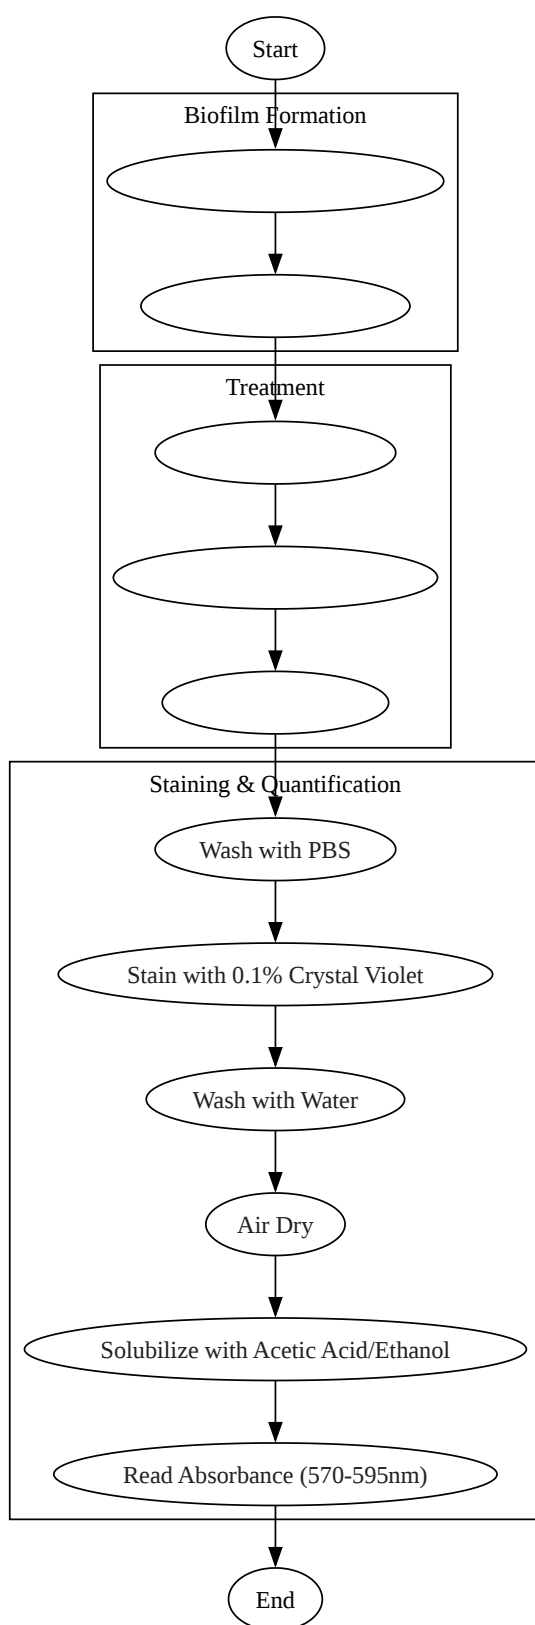 Start
Biofilm Formation
Treatment
Staining & Quantification
Wash with PBS
Stain with 0.1% Crystal Violet
Wash with Water
Air Dry
Solubilize with Acetic Acid/Ethanol
Read Absorbance (570-595nm)
End